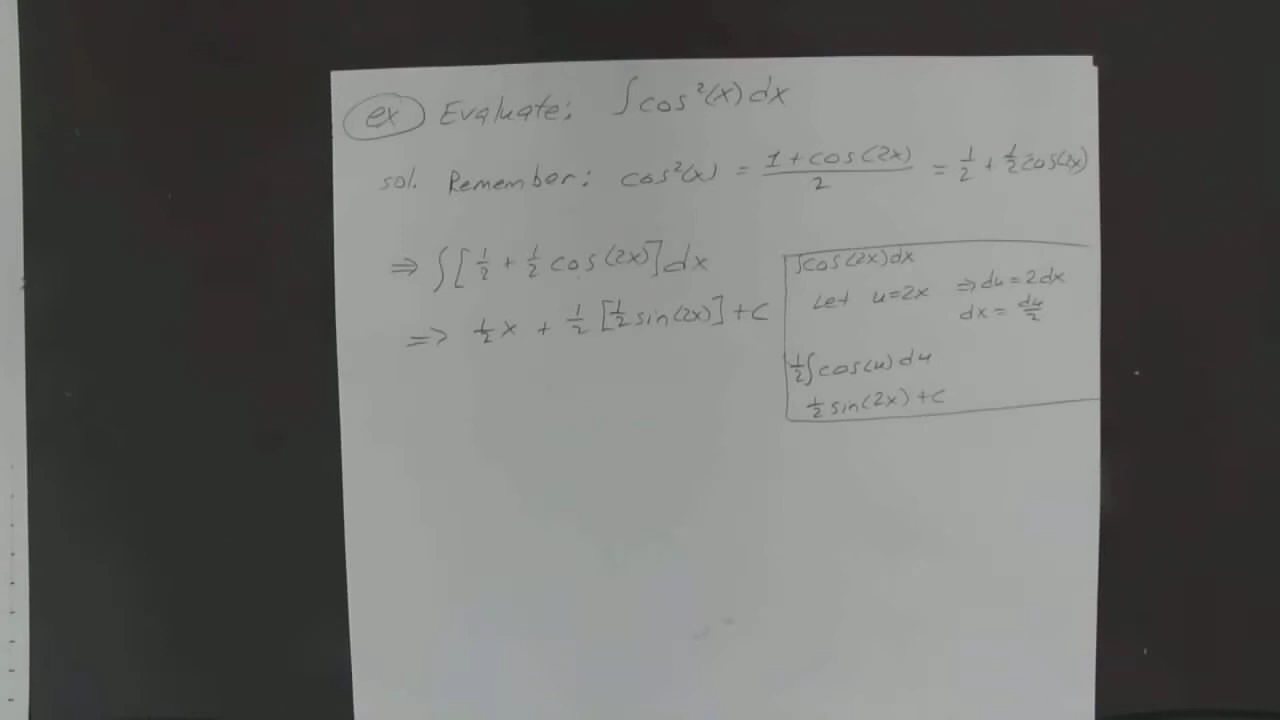 ex Evaluate: ∫cos²(x)dx
sol. Remember: cos²(x) = (1+cos(2x))/2 = 1/2 + 1/2 cos(2x)
⇒ ∫[1/2 + 1/2 cos(2x)]dx
⇒ 1/2 x + 1/2 [1/2 sin(2x)] + C
∫cos(2x)dx
Let u=2x ⇒ du=2dx
dx = du/2
1/2∫cos(u)du
1/2 sin(2x) + C